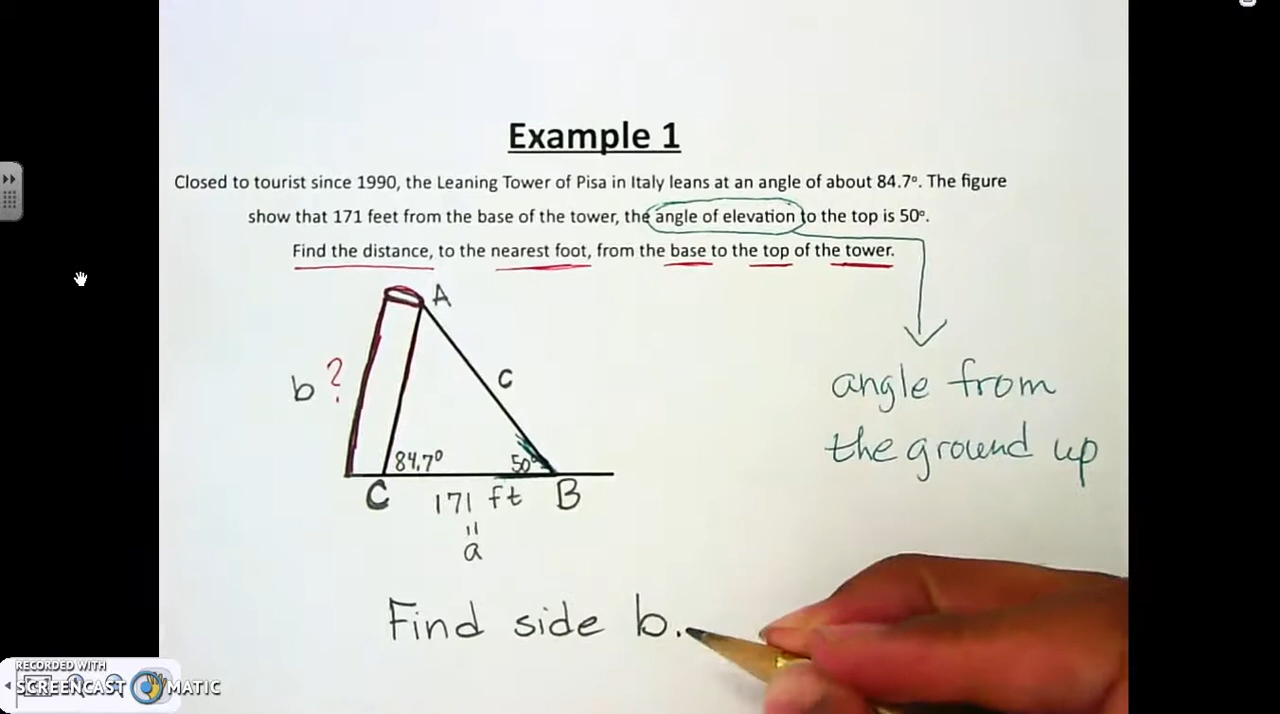 Example 1
Closed to tourist since 1990, the Leaning Tower of Pisa in Italy leans at an angle of about 84.7°. The figure
show that 171 feet from the base of the tower, the angle of elevation to the top is 50°.
Find the distance, to the nearest foot, from the base to the top of the tower.
A
b ?
c
angle from
the ground up
84.7°
50°
C
171 ft
B
=
a
Find side b.
RECORDED WITH
SCREENCAST MATIC